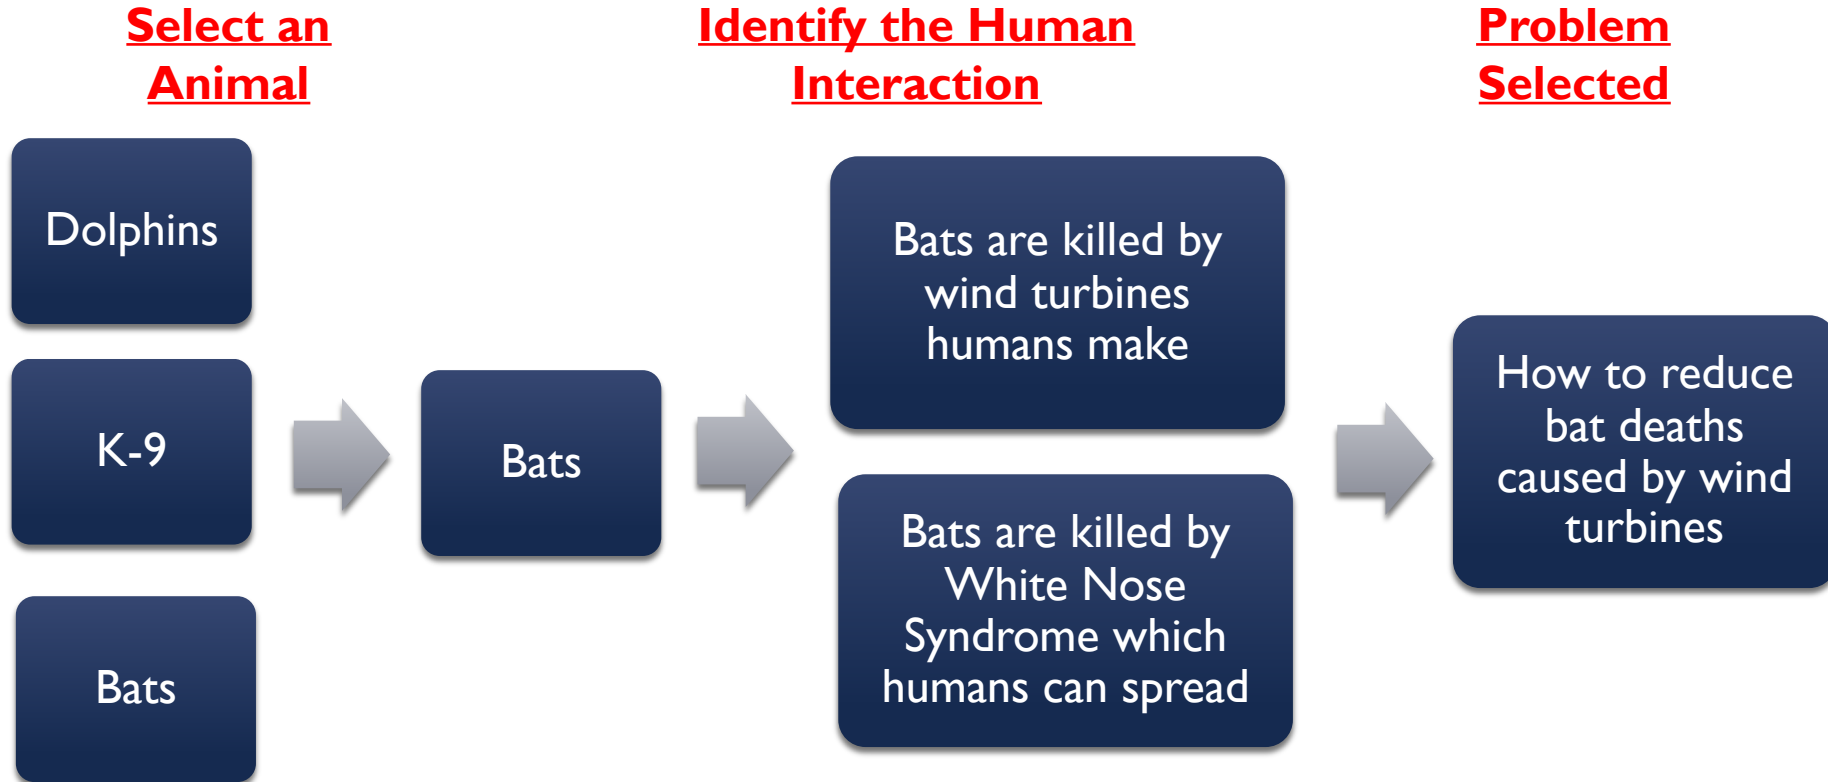 Select an
Animal
Identify the Human
Interaction
Problem
Selected
Dolphins
K-9
Bats
Bats
Bats are killed by
wind turbines
humans make
Bats are killed by
White Nose
Syndrome which
humans can spread
How to reduce
bat deaths
caused by wind
turbines